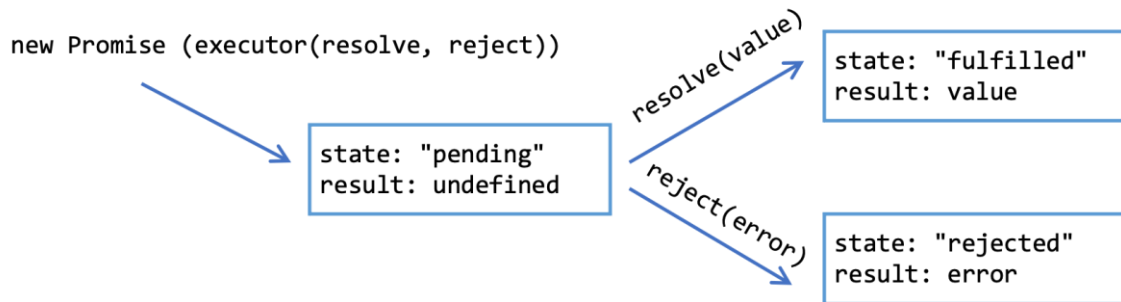 new Promise (executor(resolve, reject))
resolve(value)
state: "fulfilled"
result: value
state: "pending"
result: undefined
reject(error)
state: "rejected"
result: error